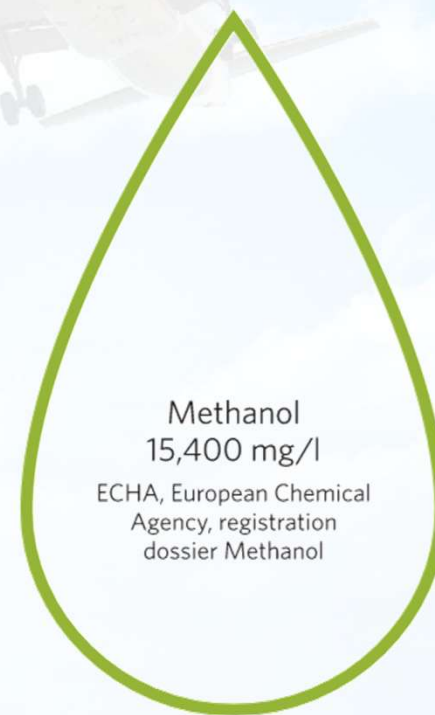 Methanol
15,400 mg/l
ECHA, European Chemical
Agency, registration
dossier Methanol